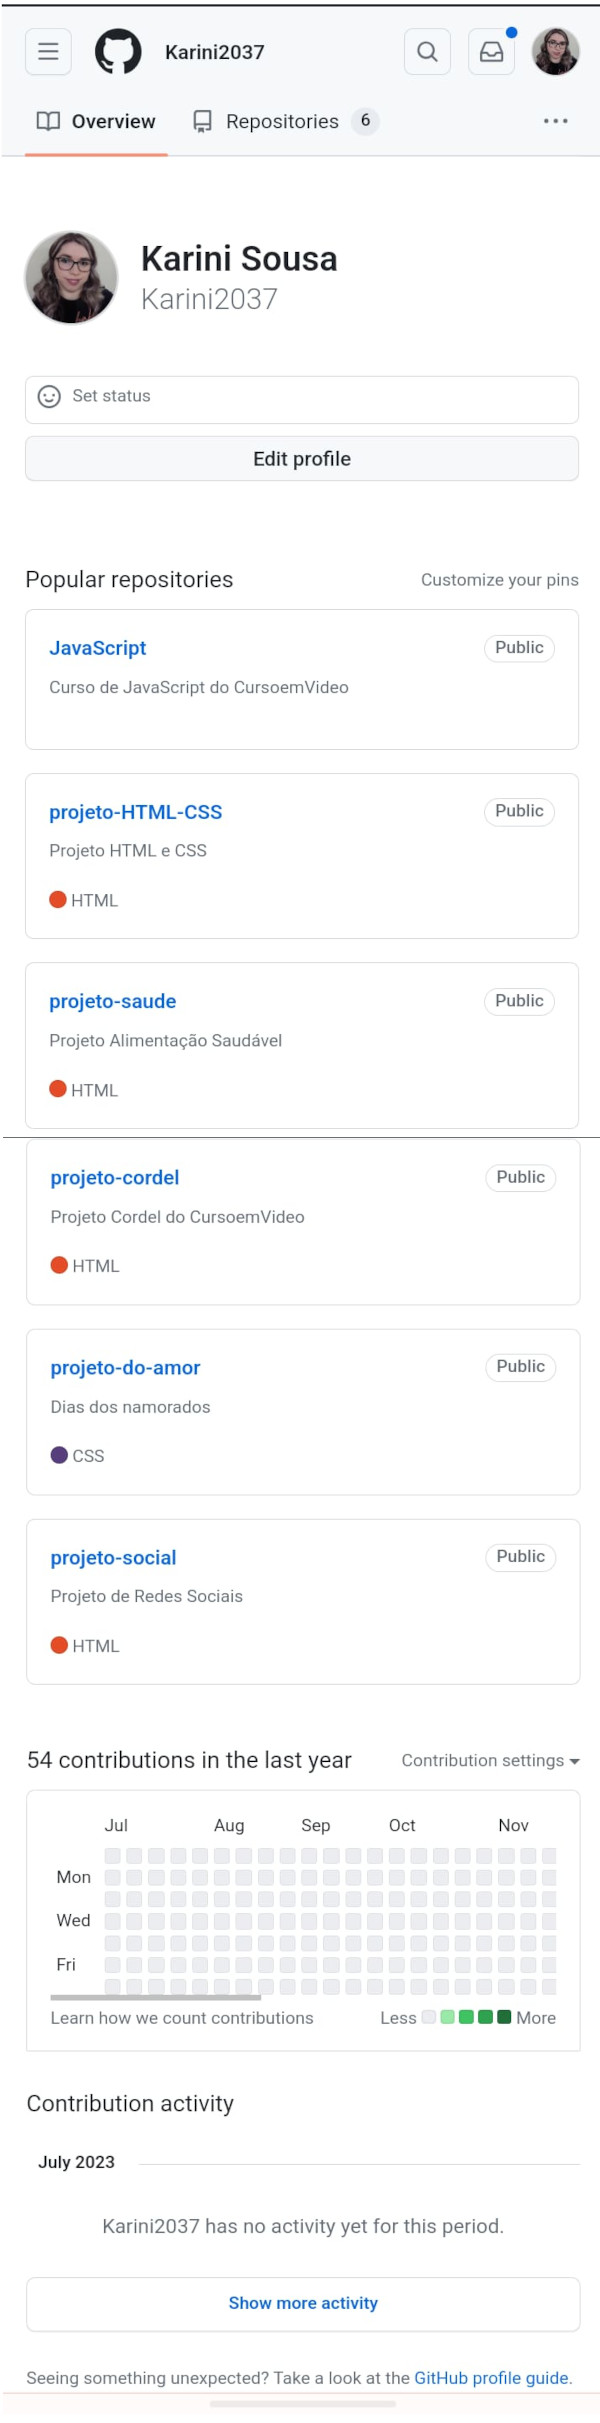 Karini2037
Overview Repositories 6
Karini Sousa
Karini2037
Set status
Edit profile
Popular repositories Customize your pins
JavaScript Public
Curso de JavaScript do CursoemVideo
projeto-HTML-CSS Public
Projeto HTML e CSS
HTML
projeto-saude Public
Projeto Alimentação Saudável
HTML
projeto-cordel Public
Projeto Cordel do CursoemVideo
HTML
projeto-do-amor Public
Dias dos namorados
CSS
projeto-social Public
Projeto de Redes Sociais
HTML
54 contributions in the last year Contribution settings
Jul Aug Sep Oct Nov
Mon
Wed
Fri
Learn how we count contributions Less More
Contribution activity
July 2023
Karini2037 has no activity yet for this period.
Show more activity
Seeing something unexpected? Take a look at the GitHub profile guide.